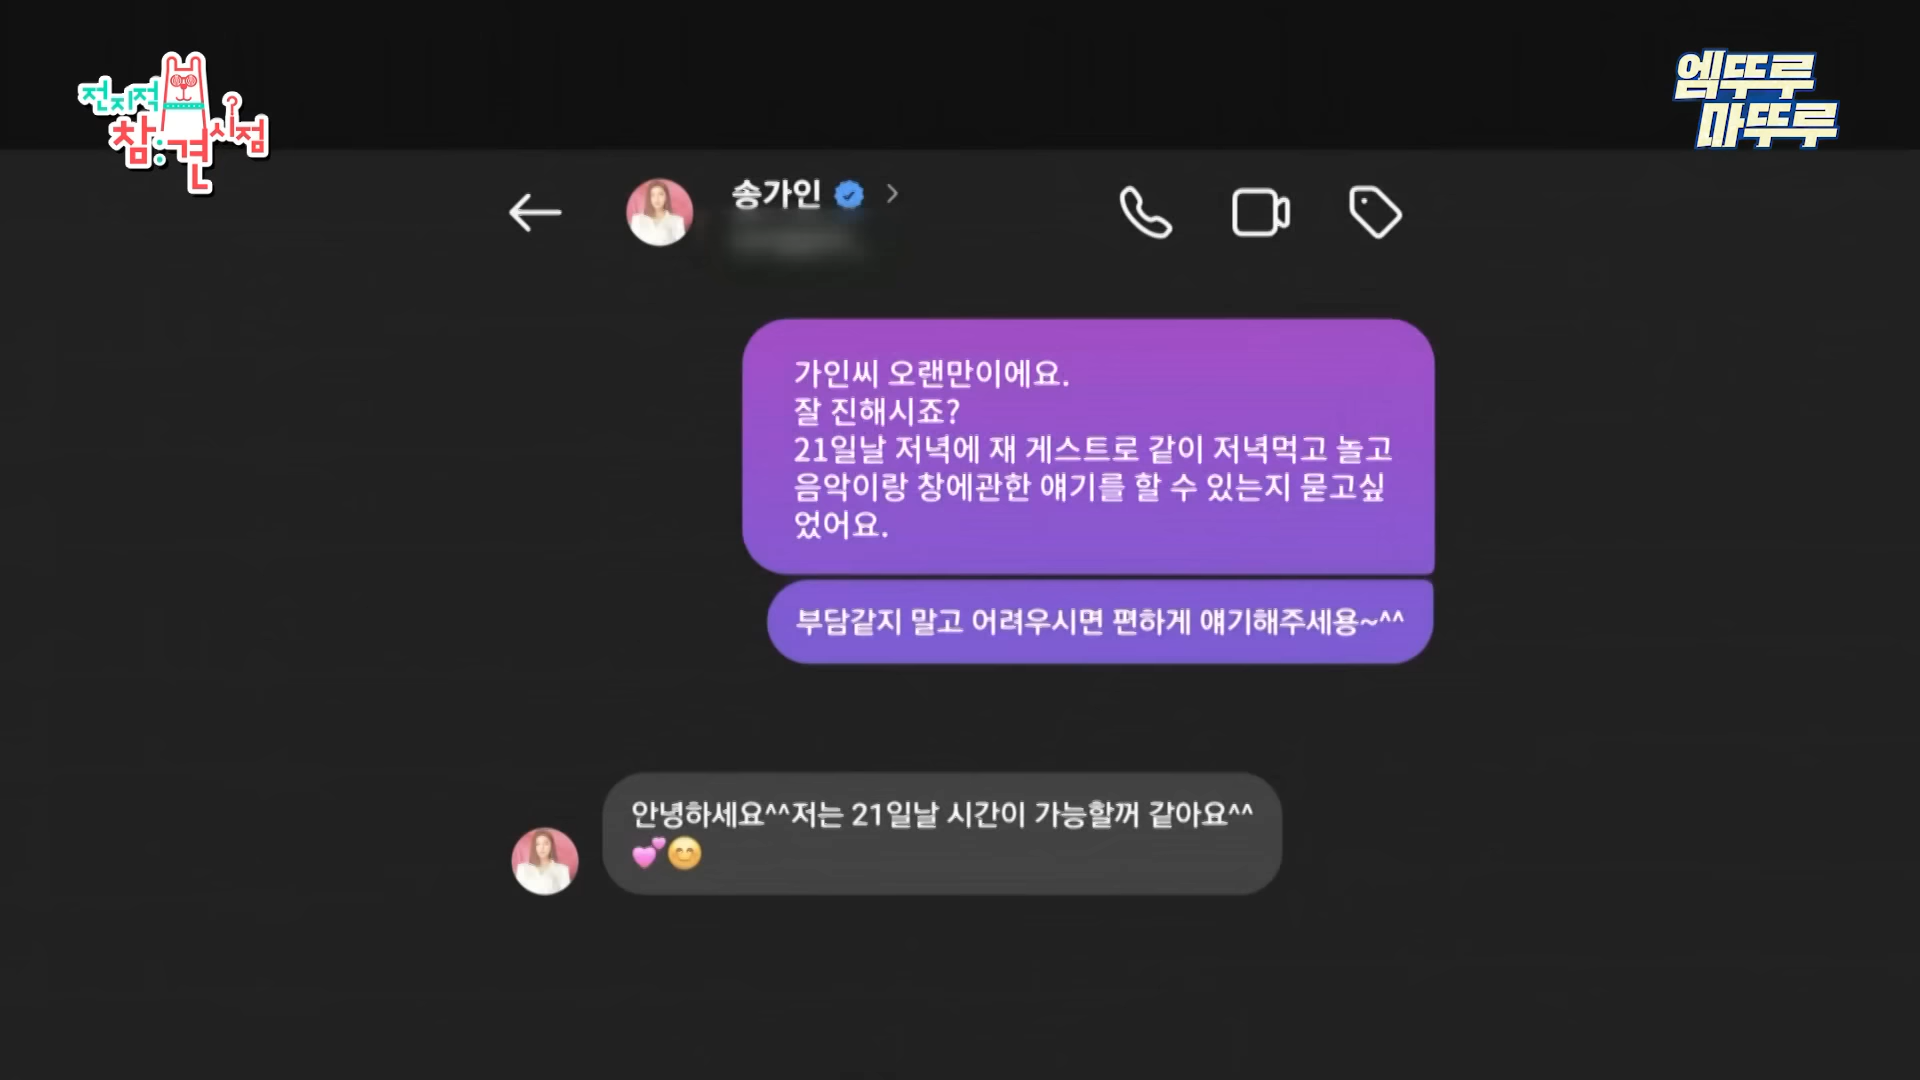 전지적
참견 시점
엠뚜루
마뚜루
송가인
가인씨 오랜만이에요.
잘 진해시죠?
21일날 저녁에 재 게스트로 같이 저녁먹고 놀고
음악이랑 창에관한 얘기를 할 수 있는지 묻고싶
었어요.
부담같지 말고 어려우시면 편하게 얘기해주세용~^^
안녕하세요^^저는 21일날 시간이 가능할꺼 같아요^^
💕😊